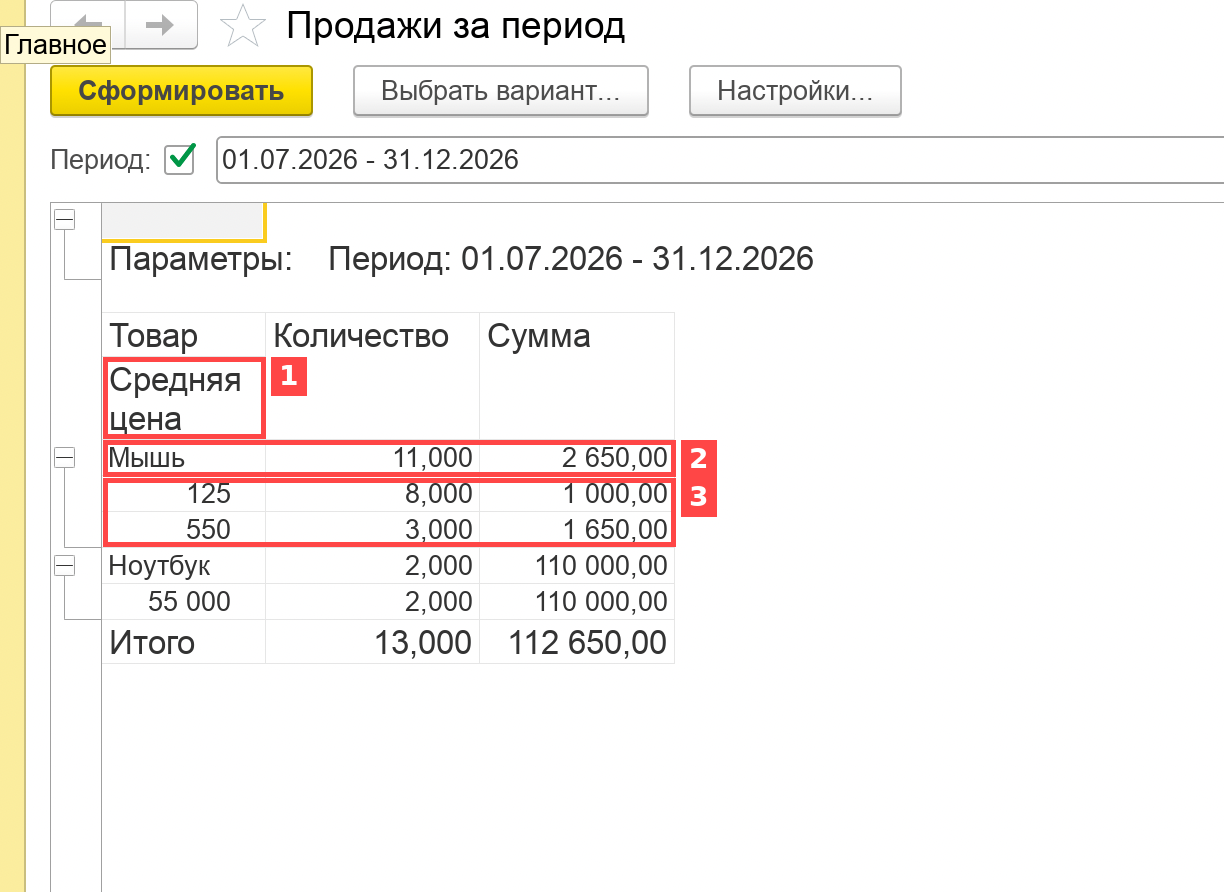 Продажи за период
Главное
Сформировать Выбрать вариант... Настройки...
Период: 01.07.2026 - 31.12.2026
Параметры: Период: 01.07.2026 - 31.12.2026
Товар Количество Сумма
Средняя цена 1
Мышь 11,000 2 650,00 2
125 8,000 1 000,00 3
550 3,000 1 650,00
Ноутбук 2,000 110 000,00
55 000 2,000 110 000,00
Итого 13,000 112 650,00